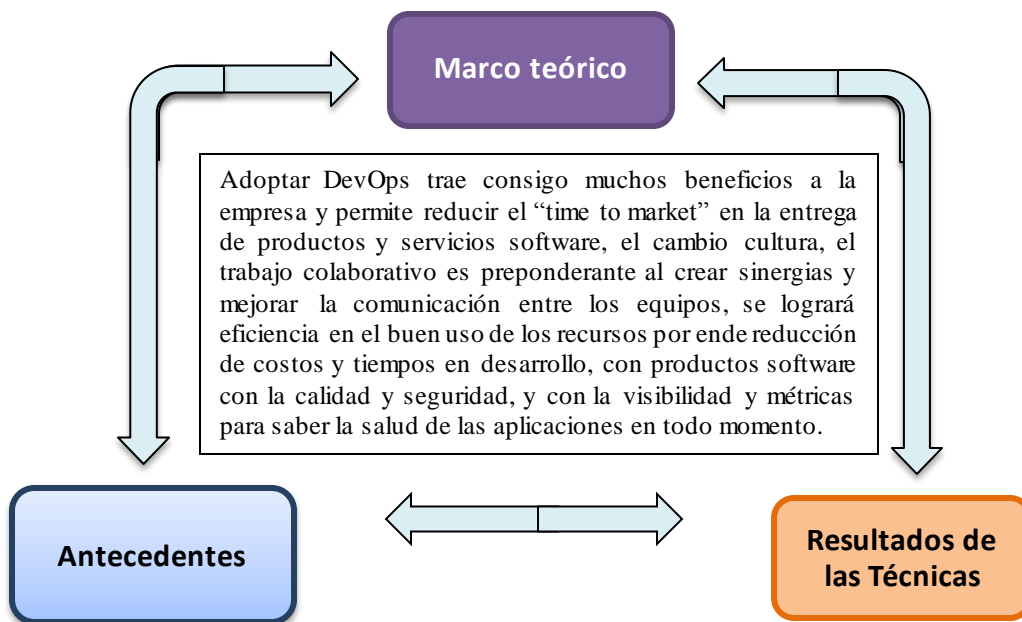 Marco teórico
Adoptar DevOps trae consigo muchos beneficios a la
empresa y permite reducir el “time to market” en la entrega
de productos y servicios software, el cambio cultura, el
trabajo colaborativo es preponderante al crear sinergias y
mejorar la comunicación entre los equipos, se logrará
eficiencia en el buen uso de los recursos por ende reducción
de costos y tiempos en desarrollo, con productos software
con la calidad y seguridad, y con la visibilidad y métricas
para saber la salud de las aplicaciones en todo momento.
Antecedentes
Resultados de
las Técnicas